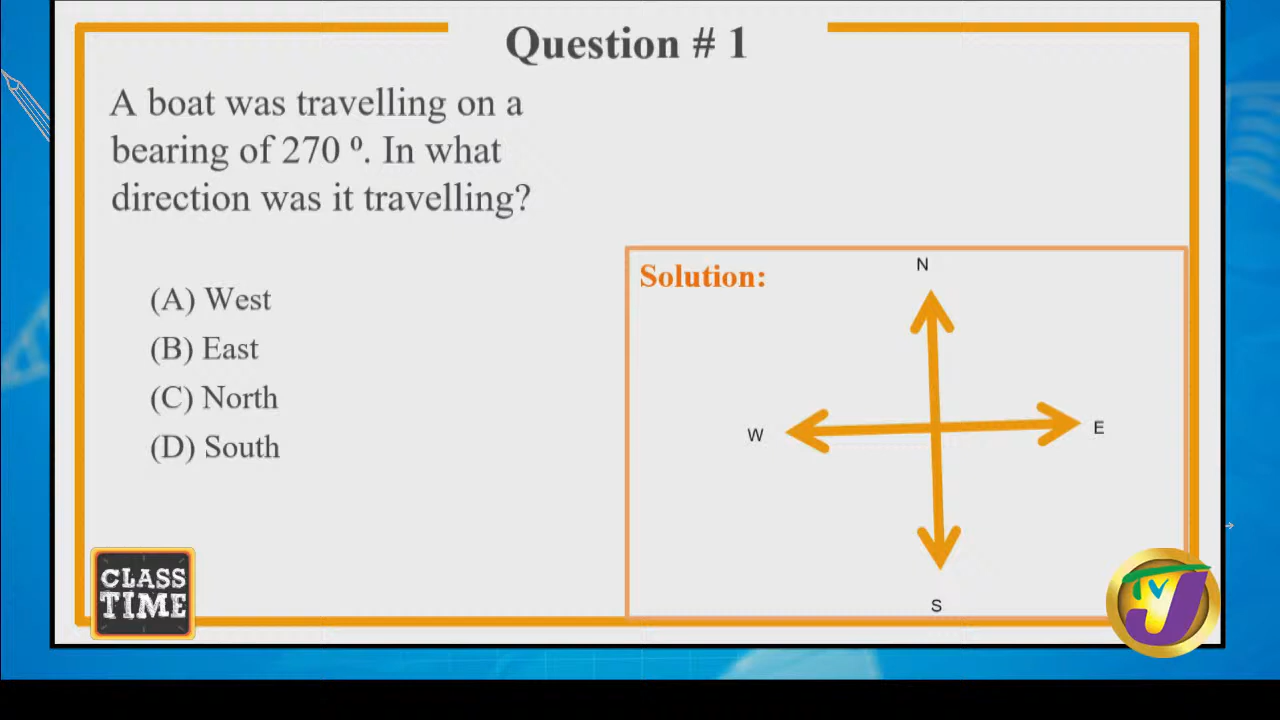 Question # 1
A boat was travelling on a
bearing of 270 º. In what
direction was it travelling?
(A) West
(B) East
(C) North
(D) South
Solution:
N
W
E
S
CLASS
TIME
TVJ